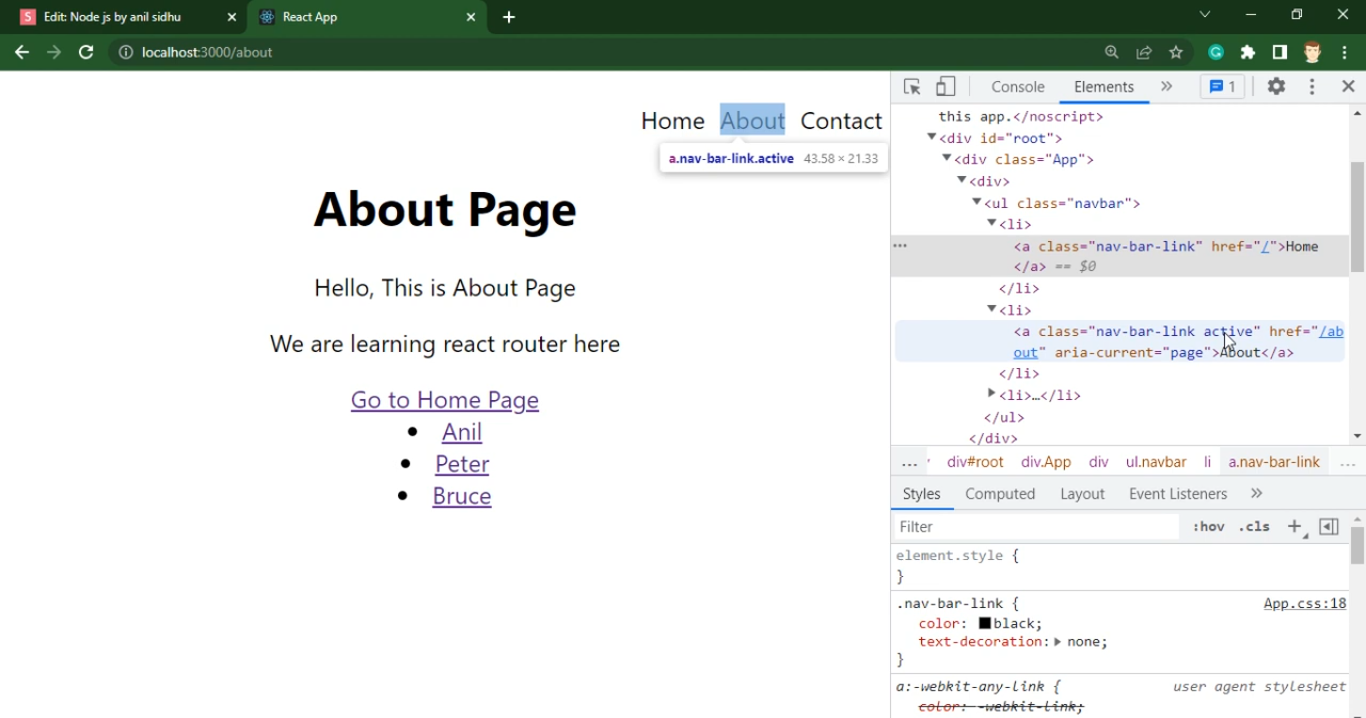 Edit: Node js by anil sidhu
React App
localhost:3000/about
Home About Contact
a.nav-bar-link.active 43.58 × 21.33
About Page
Hello, This is About Page
We are learning react router here
Go to Home Page
• Anil
• Peter
• Bruce
Console Elements » 1
this app.</noscript>
▼<div id="root">
▼<div class="App">
▼<div>
▼<ul class="navbar">
▼<li>
<a class="nav-bar-link" href="/">Home
</a> == $0
</li>
▼<li>
<a class="nav-bar-link active" href="/ab
out" aria-current="page">About</a>
</li>
▶<li>…</li>
</ul>
</div>
... div#root div.App div ul.navbar li a.nav-bar-link ...
Styles Computed Layout Event Listeners »
Filter :hov .cls +
element.style {
}
.nav-bar-link { App.css:18
color: black;
text-decoration:▶ none;
}
a:-webkit-any-link { user agent stylesheet
color: -webkit-link;